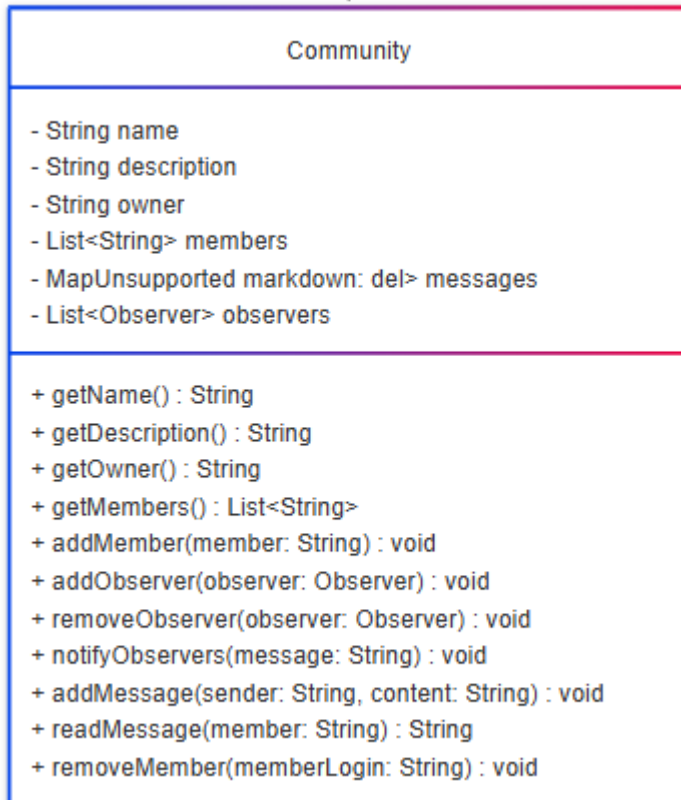 Community
- String name
- String description
- String owner
- List<String> members
- MapUnsupported markdown: del> messages
- List<Observer> observers
+ getName() : String
+ getDescription() : String
+ getOwner() : String
+ getMembers() : List<String>
+ addMember(member: String) : void
+ addObserver(observer: Observer) : void
+ removeObserver(observer: Observer) : void
+ notifyObservers(message: String) : void
+ addMessage(sender: String, content: String) : void
+ readMessage(member: String) : String
+ removeMember(memberLogin: String) : void